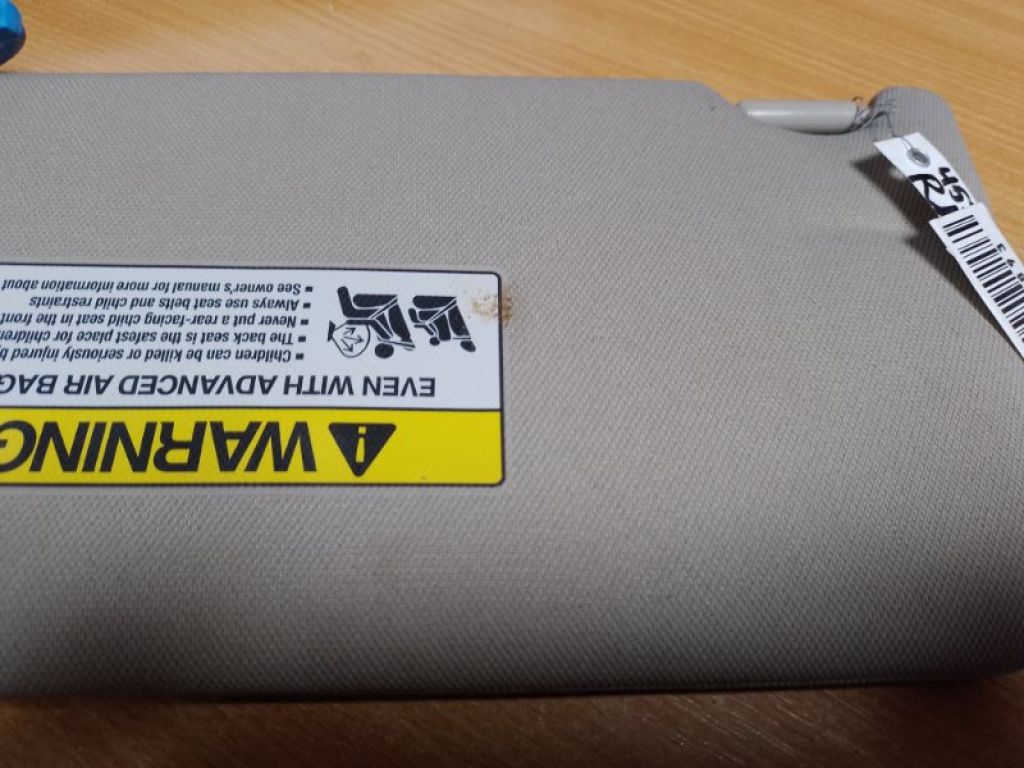 WARNING
EVEN WITH ADVANCED AIR BAG
▪ Children can be killed or seriously injured by
▪ The back seat is the safest place for children
▪ Never put a rear-facing child seat in the front
▪ Always use seat belts and child restraints
▪ See owner's manual for more information about
45